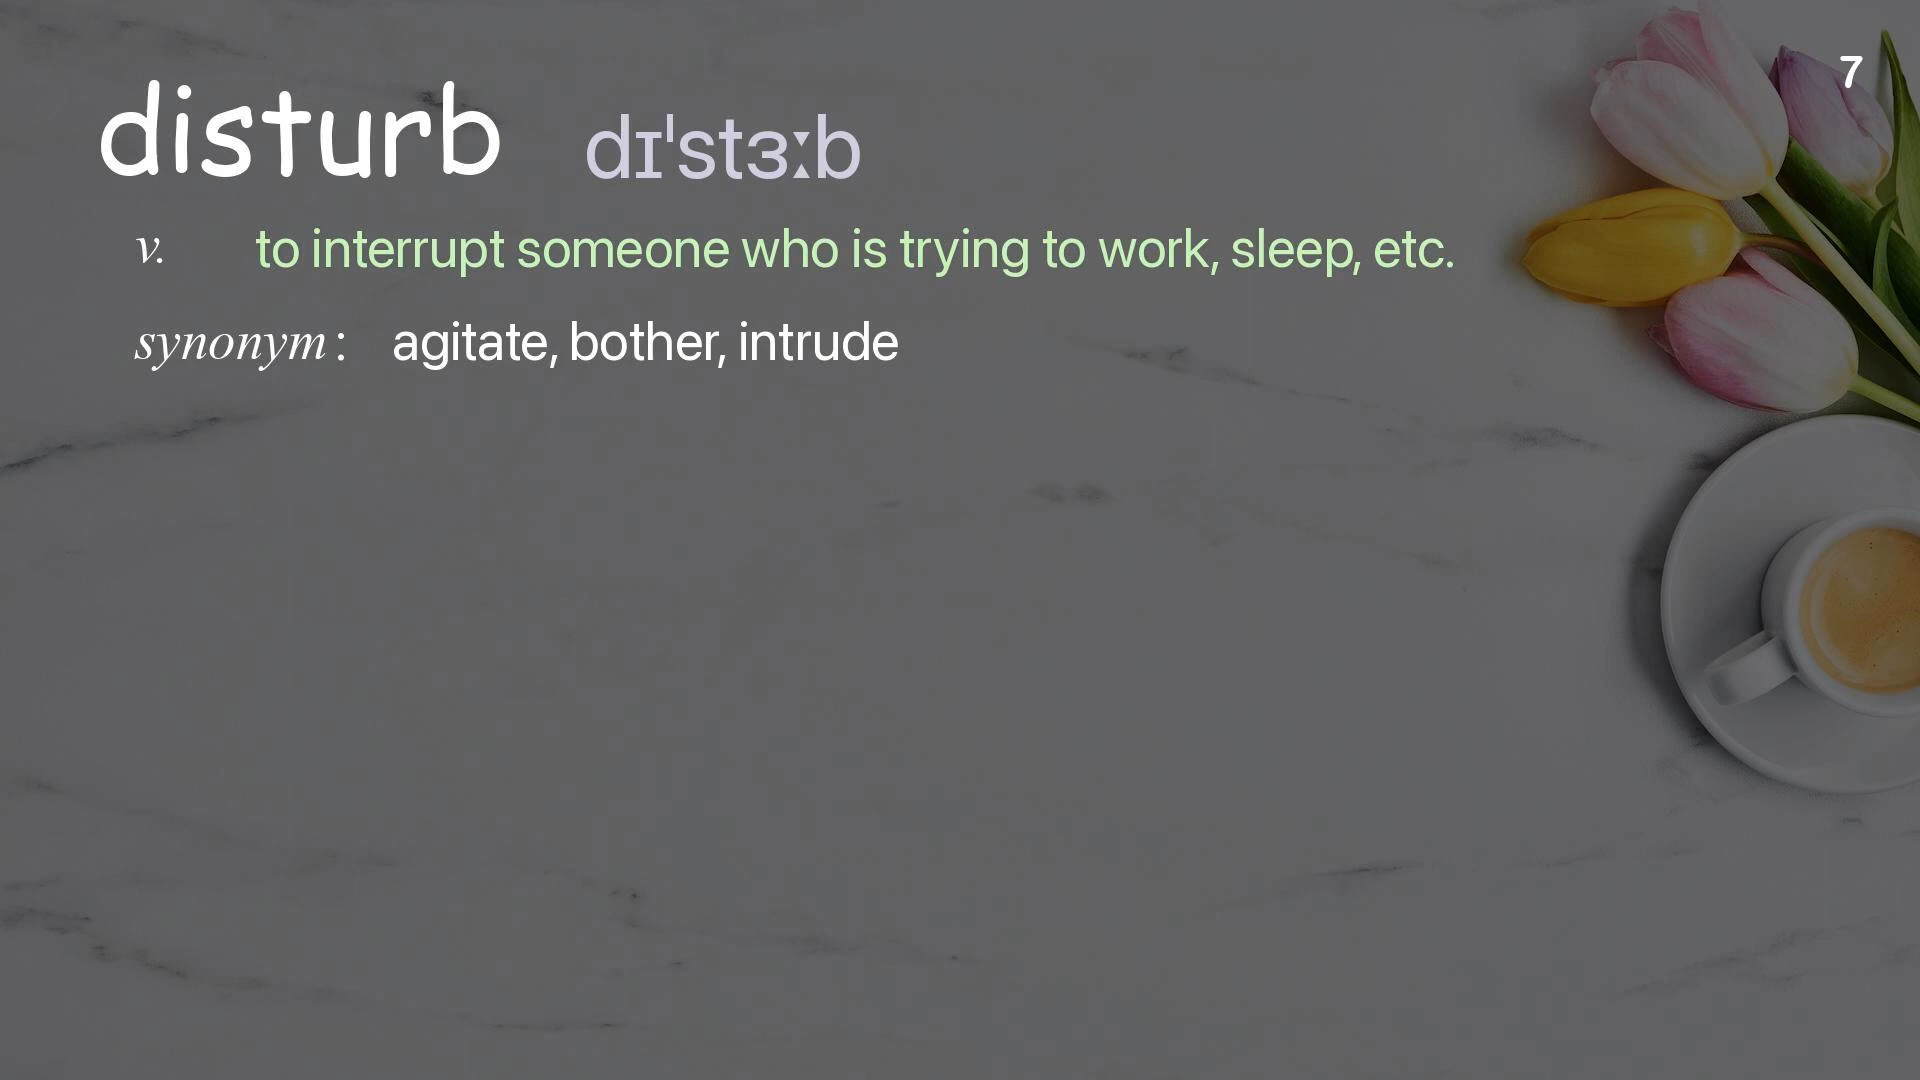 7
disturb dɪˈstɜːb
v. to interrupt someone who is trying to work, sleep, etc.
synonym: agitate, bother, intrude